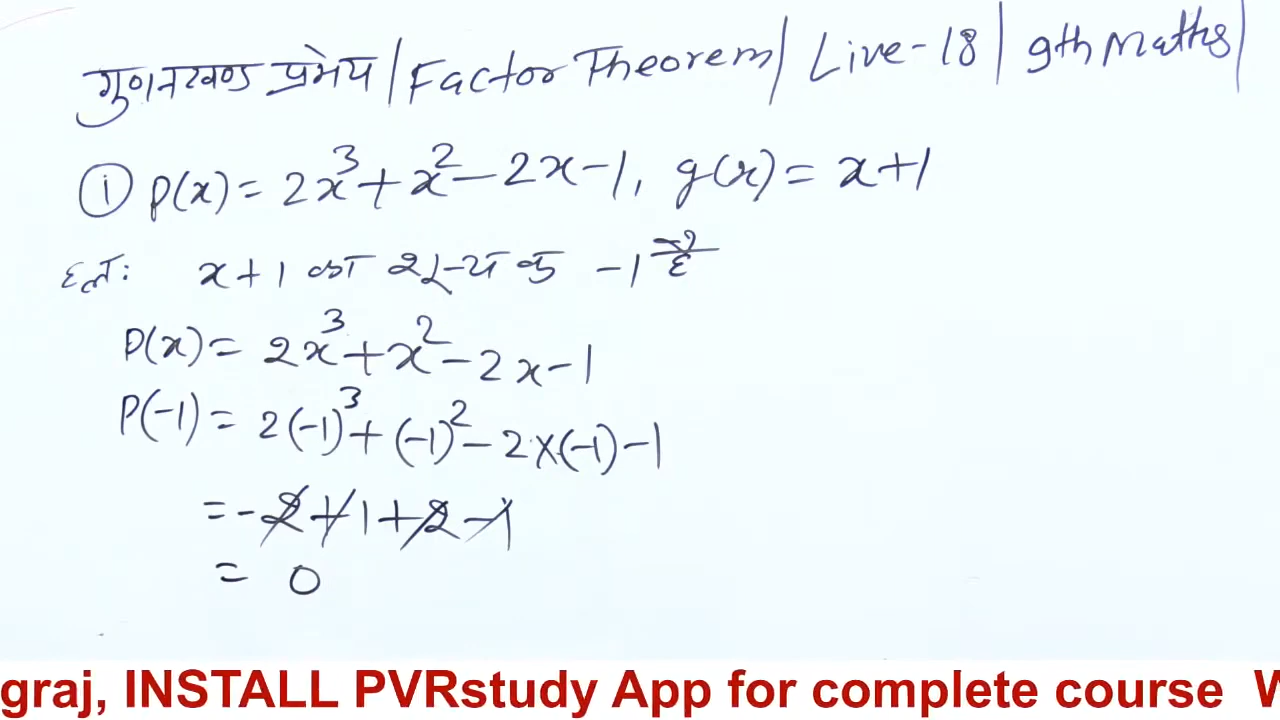 गुणनखण्ड प्रमेय / Factor Theorem / Live-18 | 9th Maths |
① P(x) = 2x³ + x² - 2x - 1, g(x) = x + 1
हलः x + 1 का शून्यक -1 है
P(x) = 2x³ + x² - 2x - 1
P(-1) = 2(-1)³ + (-1)² - 2×(-1) - 1
= -2 + 1 + 2 - 1
= 0
graj, INSTALL PVRstudy App for complete course W